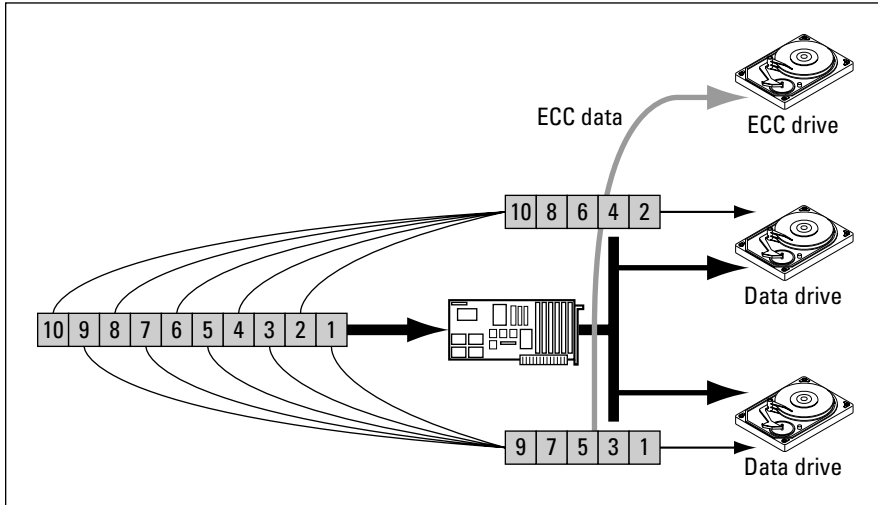 ECC data
ECC drive
10 8 6 4 2
Data drive
10 9 8 7 6 5 4 3 2 1
9 7 5 3 1
Data drive